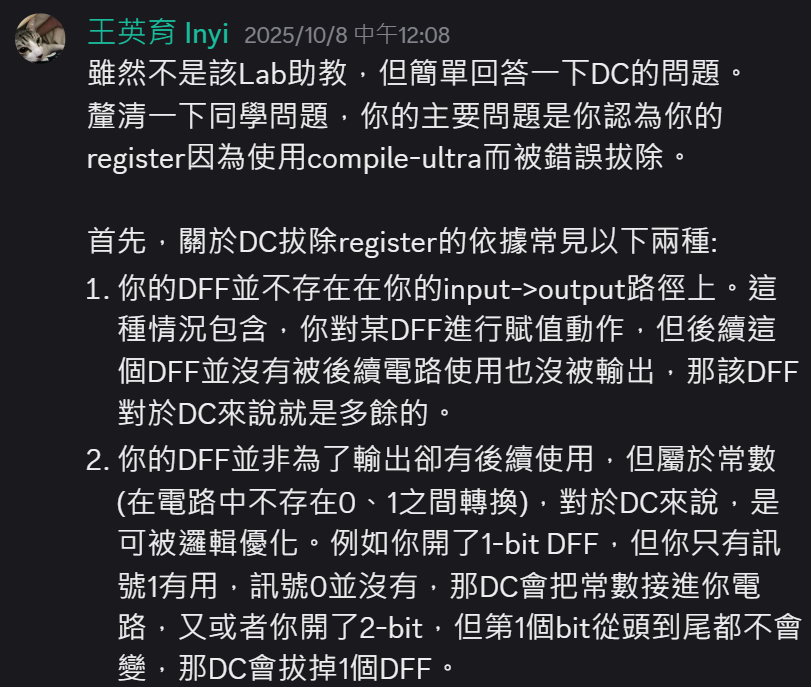 王英育 Inyi 2025/10/8 中午12:08
雖然不是該Lab助教，但簡單回答一下DC的問題。
釐清一下同學問題，你的主要問題是你認為你的
register因為使用compile-ultra而被錯誤拔除。
首先，關於DC拔除register的依據常見以下兩種:
1. 你的DFF並不存在在你的input->output路徑上。這
種情況包含，你對某DFF進行賦值動作，但後續這
個DFF並沒有被後續電路使用也沒被輸出，那該DFF
對於DC來說就是多餘的。
2. 你的DFF並非為了輸出卻有後續使用，但屬於常數
(在電路中不存在0、1之間轉換)，對於DC來說，是
可被邏輯優化。例如你開了1-bit DFF，但你只有訊
號1有用，訊號0並沒有，那DC會把常數接進你電
路，又或者你開了2-bit，但第1個bit從頭到尾都不會
變，那DC會拔掉1個DFF。